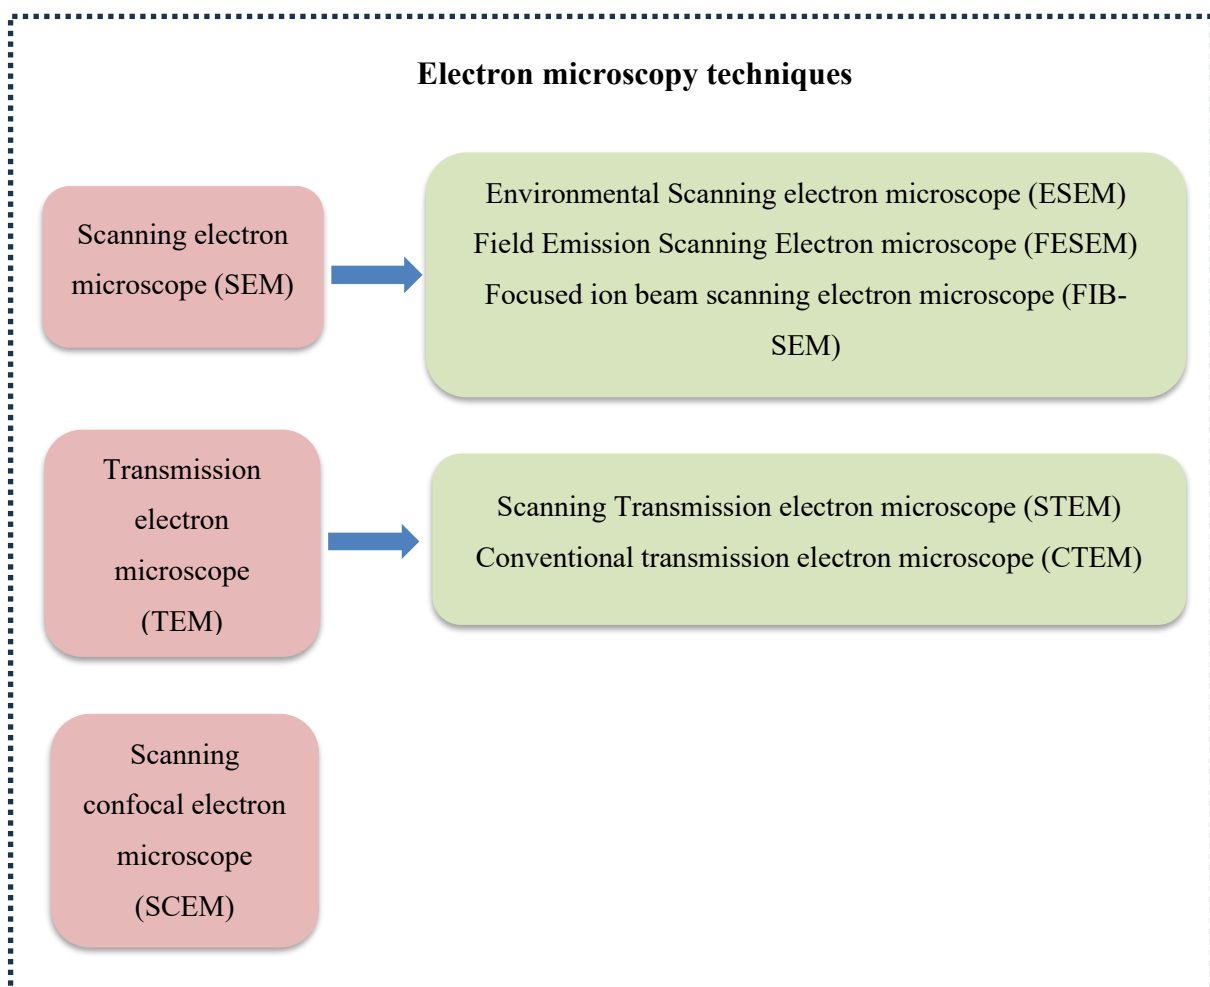 Electron microscopy techniques
Scanning electron
microscope (SEM)
Environmental Scanning electron microscope (ESEM)
Field Emission Scanning Electron microscope (FESEM)
Focused ion beam scanning electron microscope (FIB-
SEM)
Transmission
electron
microscope
(TEM)
Scanning Transmission electron microscope (STEM)
Conventional transmission electron microscope (CTEM)
Scanning
confocal electron
microscope
(SCEM)